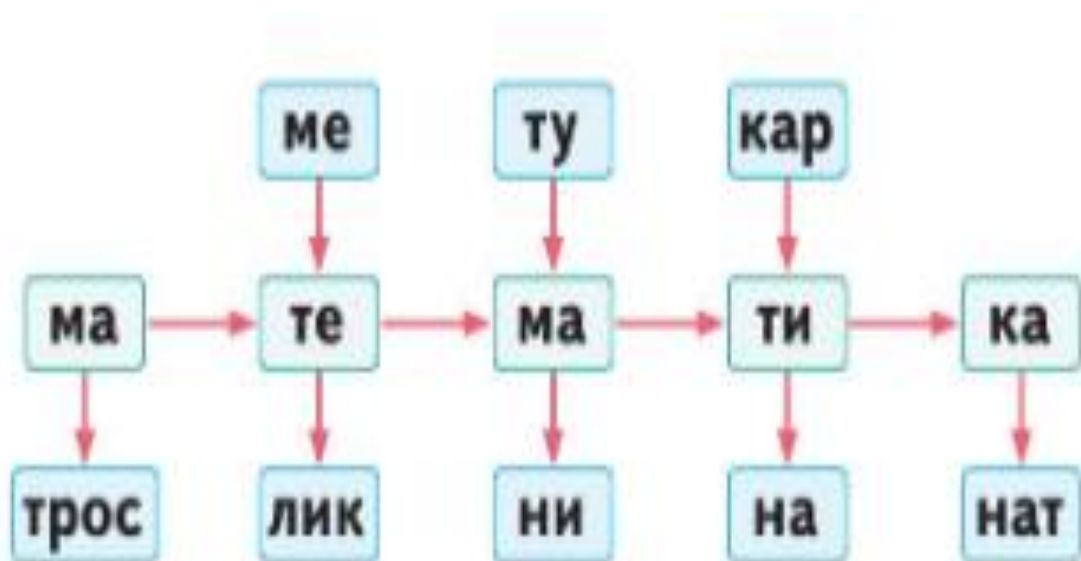 ме ту кар
ма те ма ти ка
трос лик ни на нат